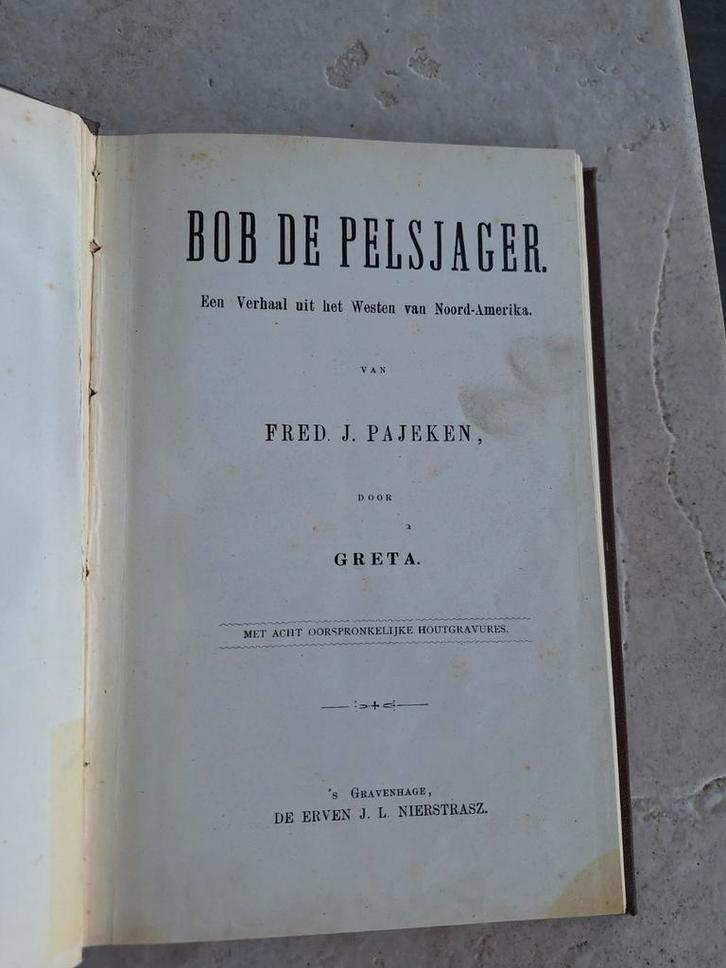 BOB DE PELSJAGER.
Een Verhaal uit het Westen van Noord-Amerika.
VAN
FRED. J. PAJEKEN,
DOOR
GRETA.
MET ACHT OORSPRONKELIJKE HOUTGRAVURES.
's GRAVENHAGE,
DE ERVEN J. L. NIERSTRASZ.